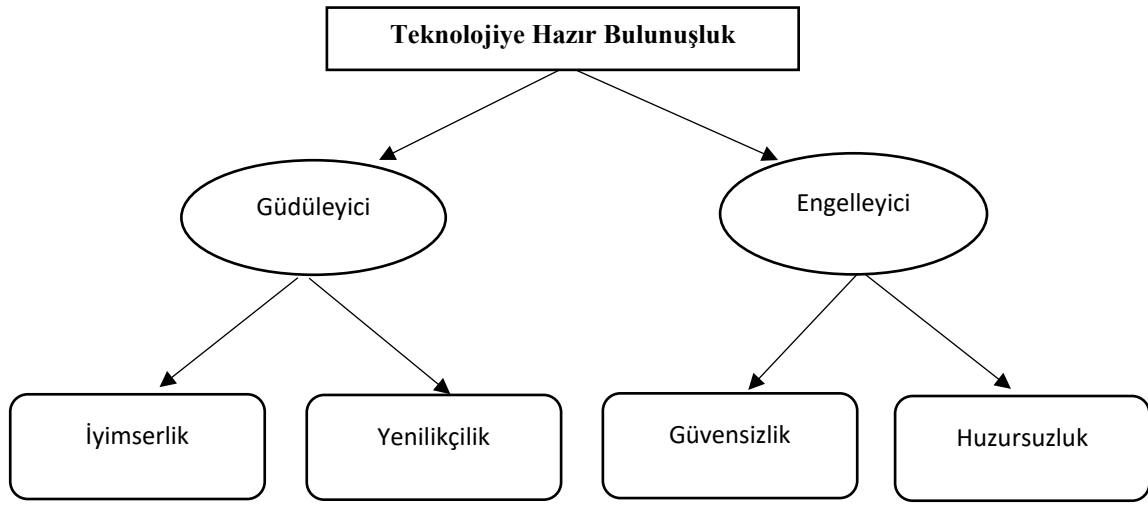 Teknolojiye Hazır Bulunuşluk
Güdüleyici
Engelleyici
İyimserlik
Yenilikçilik
Güvensizlik
Huzursuzluk